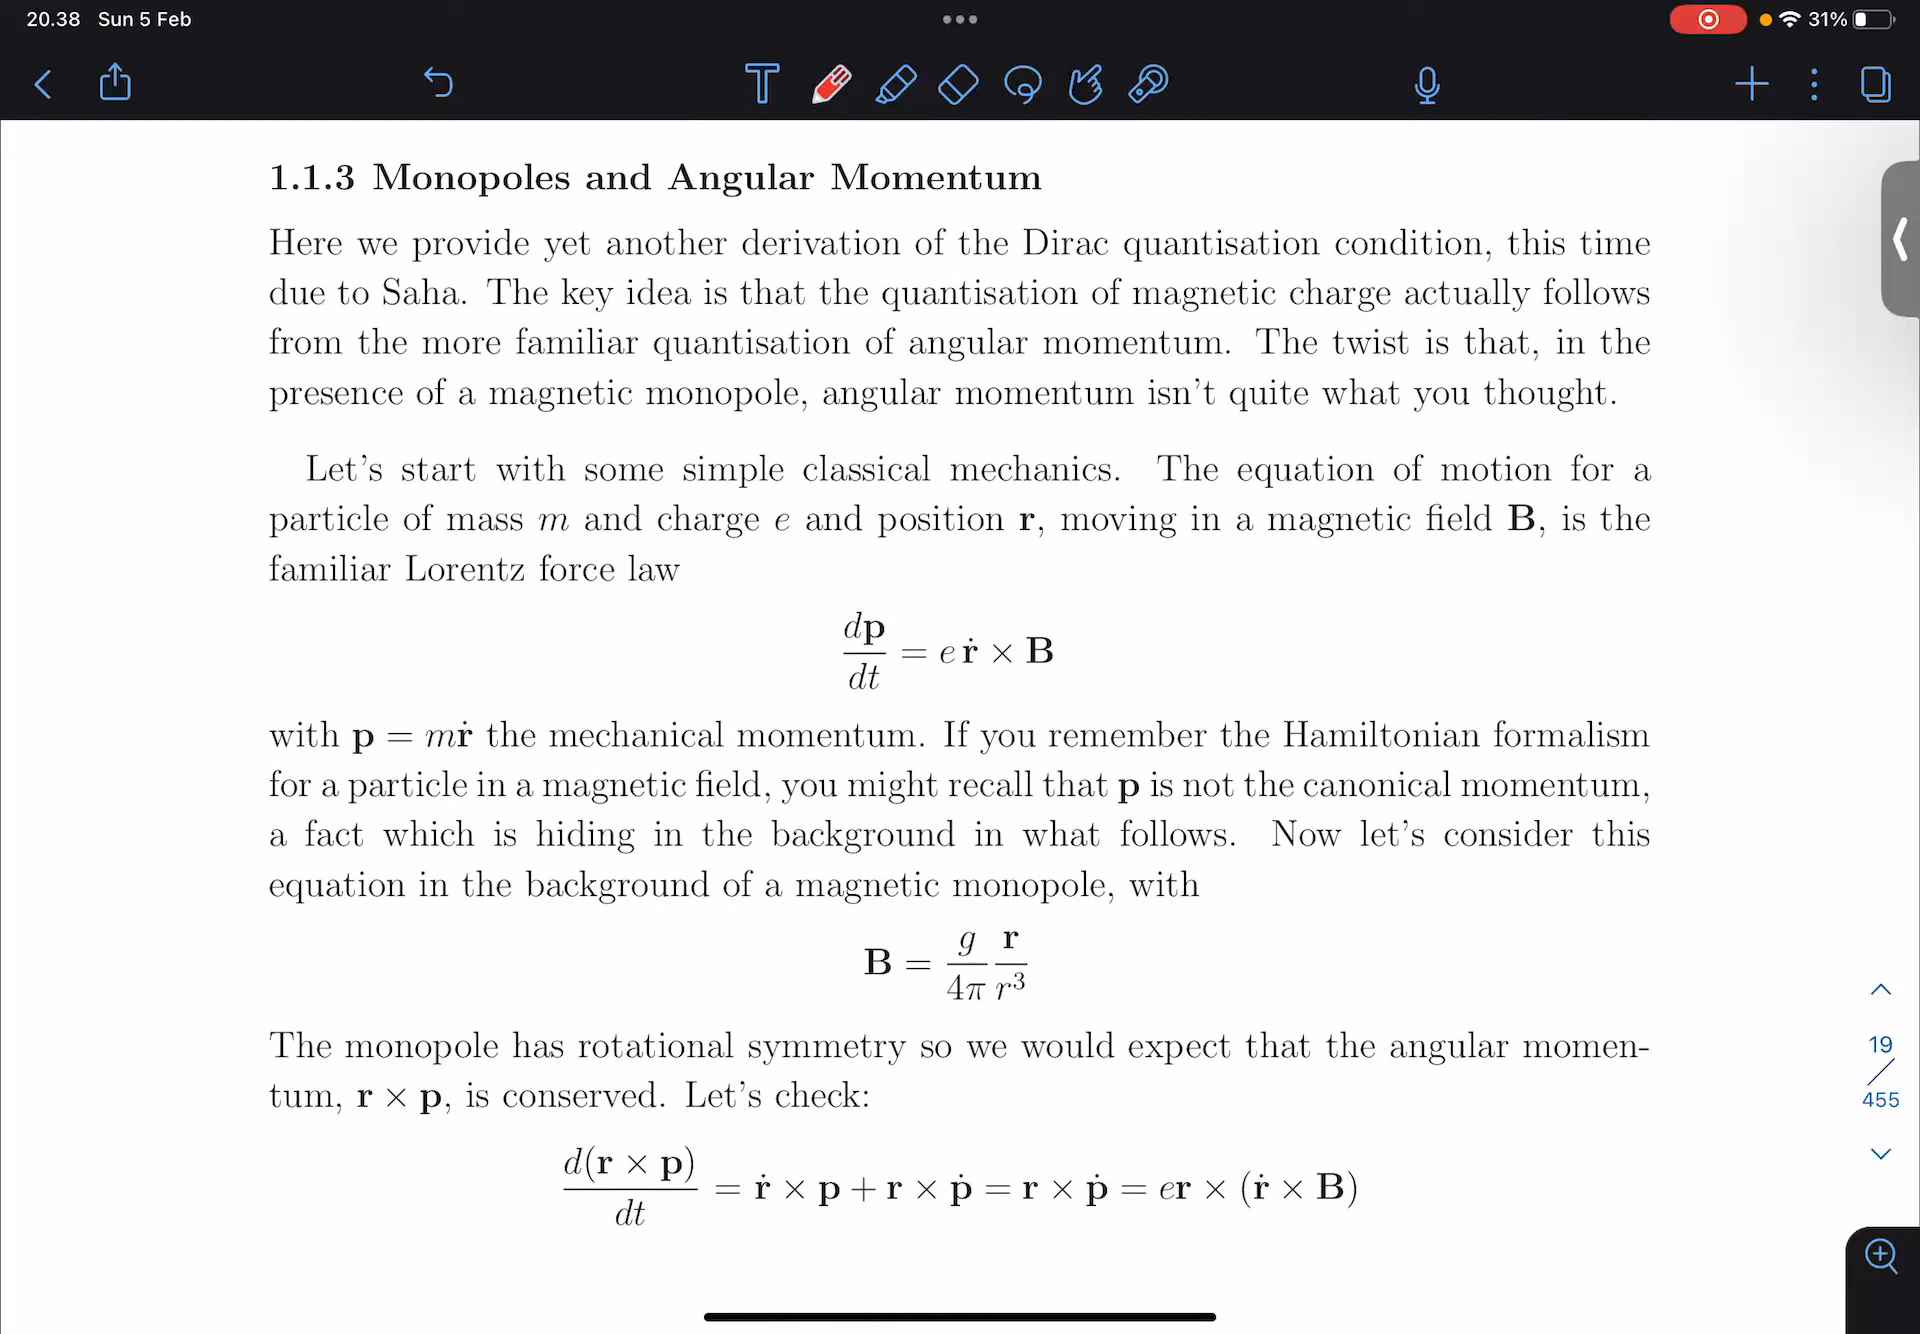 20.38 Sun 5 Feb
31%
1.1.3 Monopoles and Angular Momentum
Here we provide yet another derivation of the Dirac quantisation condition, this time
due to Saha. The key idea is that the quantisation of magnetic charge actually follows
from the more familiar quantisation of angular momentum. The twist is that, in the
presence of a magnetic monopole, angular momentum isn't quite what you thought.
Let's start with some simple classical mechanics. The equation of motion for a
particle of mass m and charge e and position r, moving in a magnetic field B, is the
familiar Lorentz force law
dp/dt = e ṙ × B
with p = mṙ the mechanical momentum. If you remember the Hamiltonian formalism
for a particle in a magnetic field, you might recall that p is not the canonical momentum,
a fact which is hiding in the background in what follows. Now let's consider this
equation in the background of a magnetic monopole, with
B = g/4π r/r³
The monopole has rotational symmetry so we would expect that the angular momen-
tum, r × p, is conserved. Let's check:
d(r × p)/dt = ṙ × p + r × ṗ = r × ṗ = er × (ṙ × B)
19
/
455